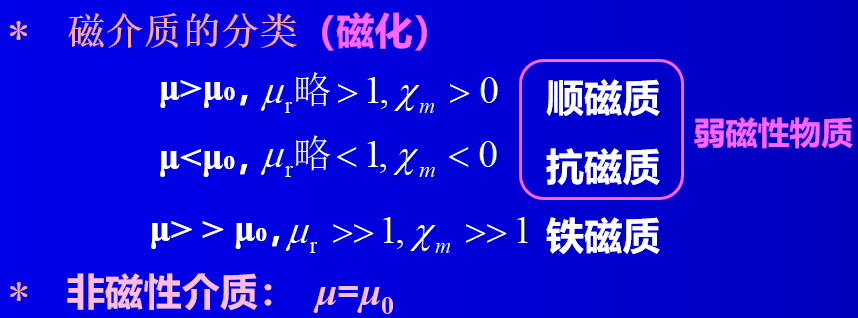 * 磁介质的分类（磁化）
μ>μ₀, μᵣ略>1, χₘ>0 顺磁质
弱磁性物质
μ<μ₀, μᵣ略<1, χₘ<0 抗磁质
μ> > μ₀, μᵣ >>1, χₘ >>1 铁磁质
* 非磁性介质： μ=μ₀